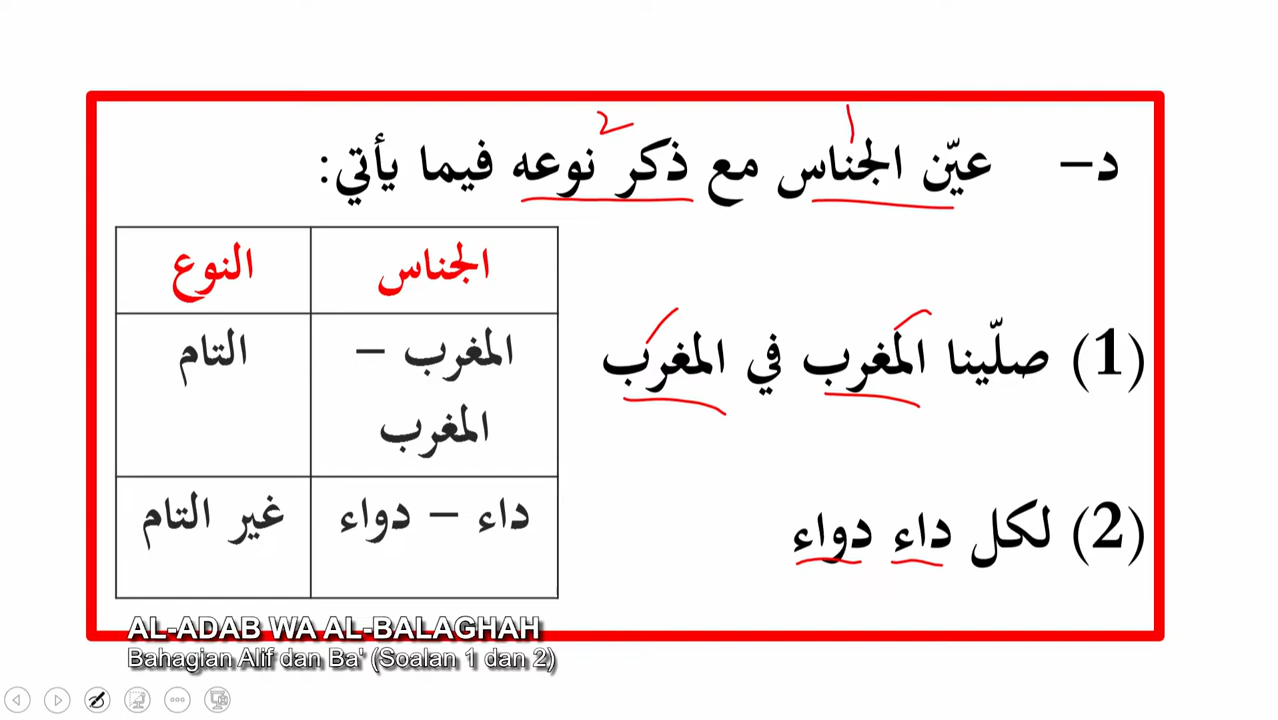 د– عيّن الجناس مع ذكر نوعه فيما يأتي:
1
2
(1) صلّينا المغرب في المغرب
(2) لكل داء دواء
الجناس النوع
المغرب – التام
المغرب
داء – دواء غير التام
AL-ADAB WA AL-BALAGHAH
Bahagian Alif dan Ba' (Soalan 1 dan 2)